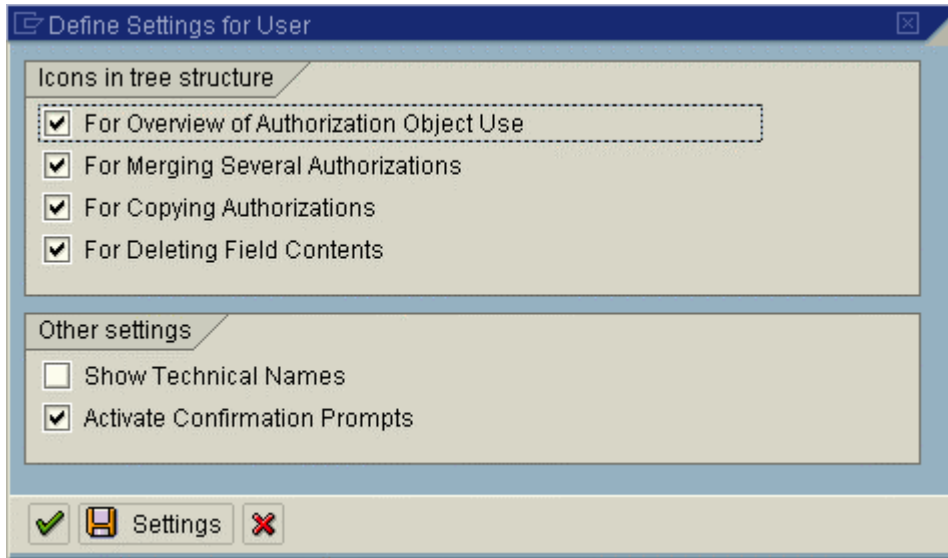 Define Settings for User
Icons in tree structure
For Overview of Authorization Object Use
For Merging Several Authorizations
For Copying Authorizations
For Deleting Field Contents
Other settings
Show Technical Names
Activate Confirmation Prompts
Settings